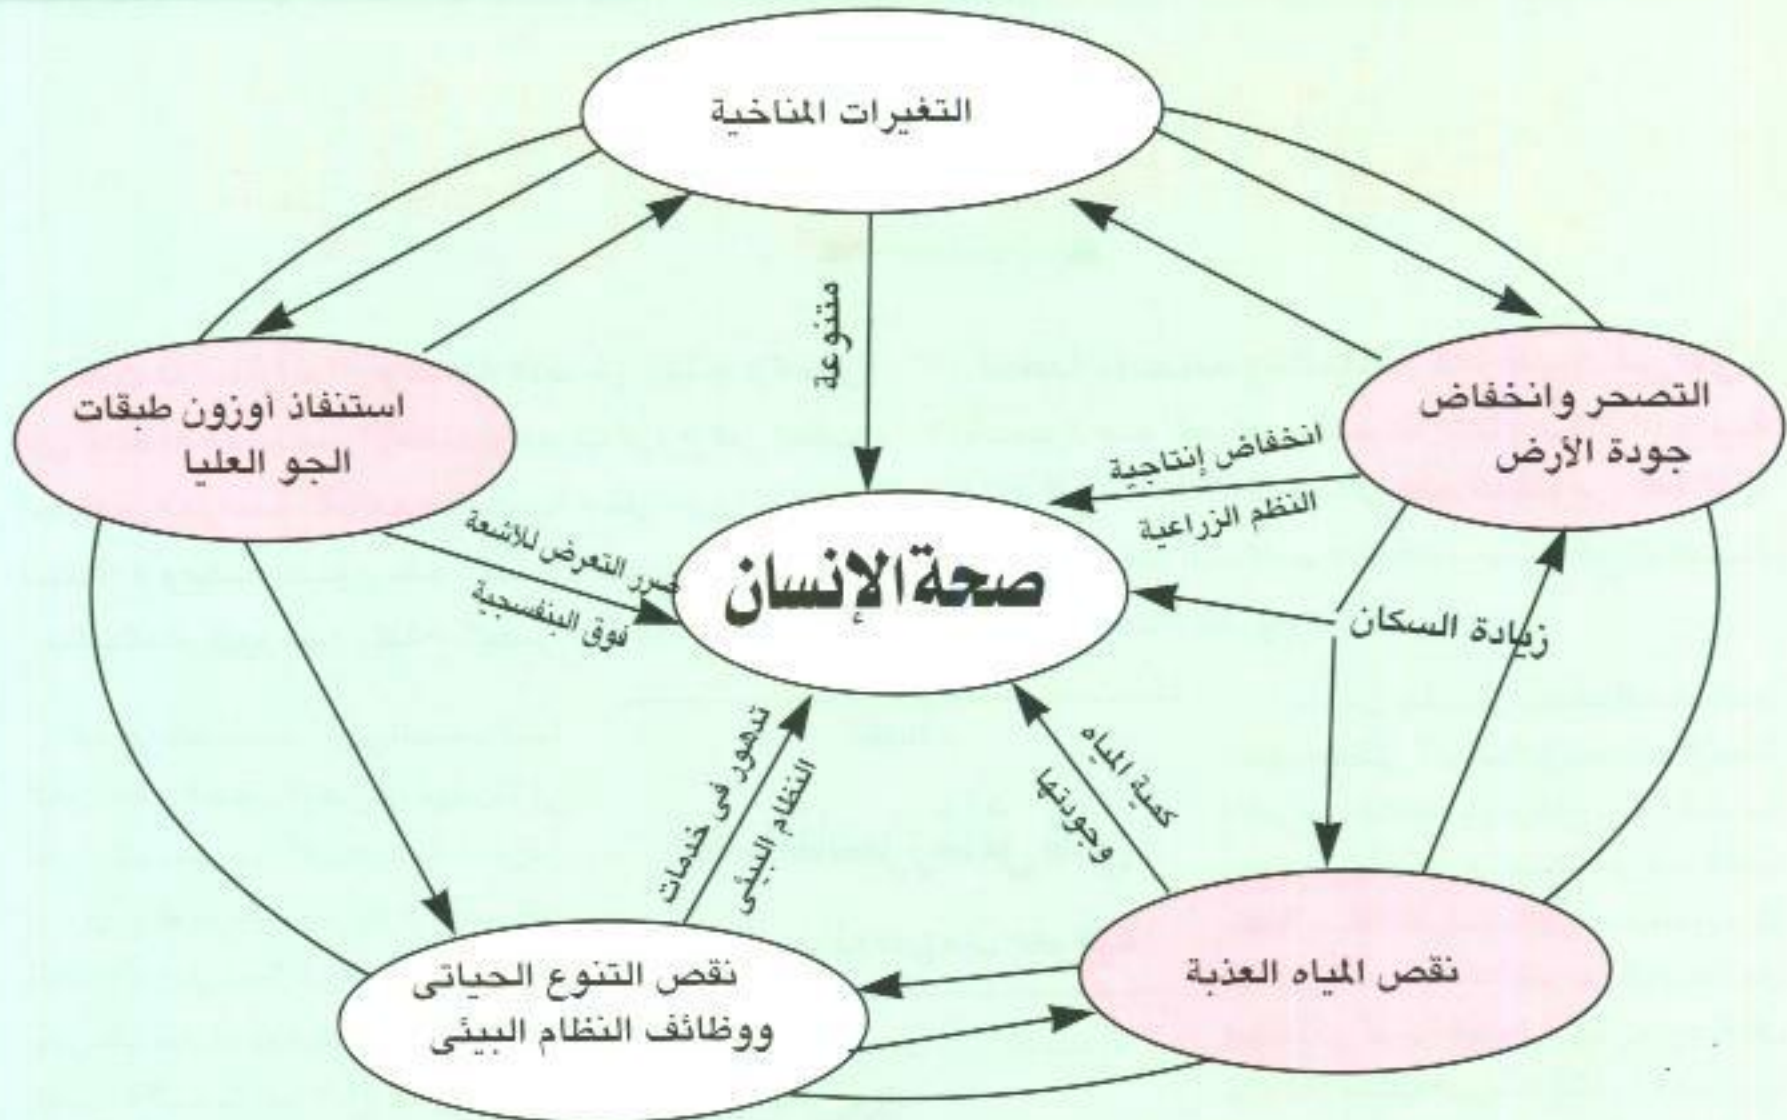 التغيرات المناخية
متنوعة
استنفاذ أوزون طبقات
الجو العليا
التصحر وانخفاض
جودة الأرض
انخفاض إنتاجية
النظم الزراعية
ضرر التعرض للاشعة
فوق البنفسجية
صحة الإنسان
زيادة السكان
تدهور فى خدمات
النظام البيئى
كمية المياه
وجودتها
نقص التنوع الحياتى
ووظائف النظام البيئى
نقص المياه العذبة